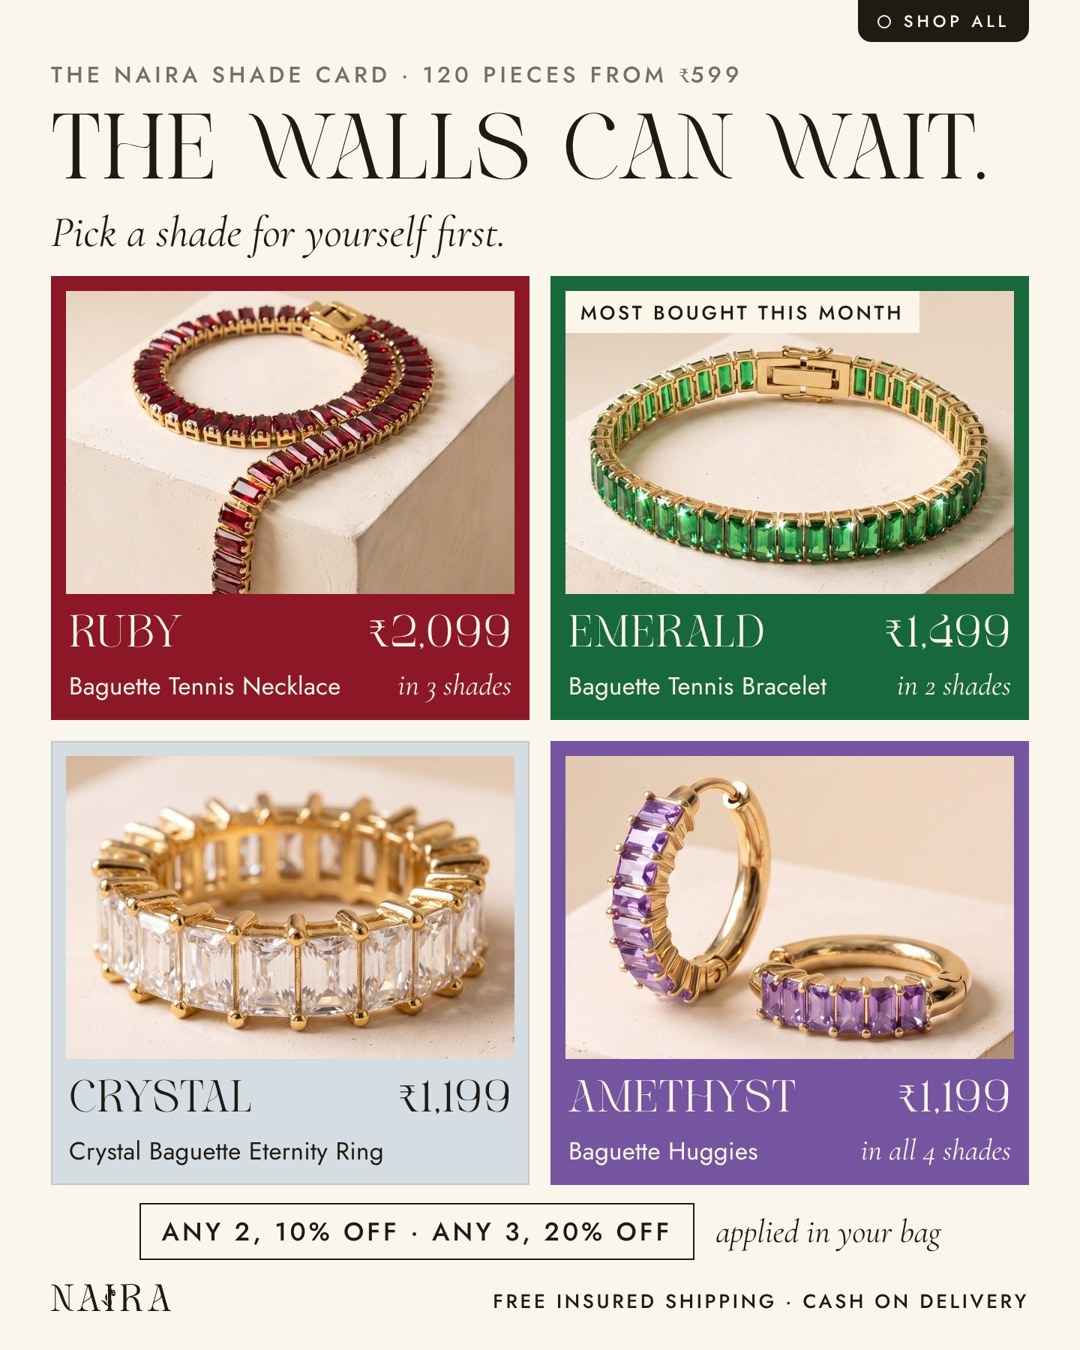 SHOP ALL
THE NAIRA SHADE CARD · 120 PIECES FROM ₹599
THE WALLS CAN WAIT.
Pick a shade for yourself first.
RUBY ₹2,099
Baguette Tennis Necklace in 3 shades
MOST BOUGHT THIS MONTH
EMERALD ₹1,499
Baguette Tennis Bracelet in 2 shades
CRYSTAL ₹1,199
Crystal Baguette Eternity Ring
AMETHYST ₹1,199
Baguette Huggies in all 4 shades
ANY 2, 10% OFF · ANY 3, 20% OFF applied in your bag
NAIRA
FREE INSURED SHIPPING · CASH ON DELIVERY